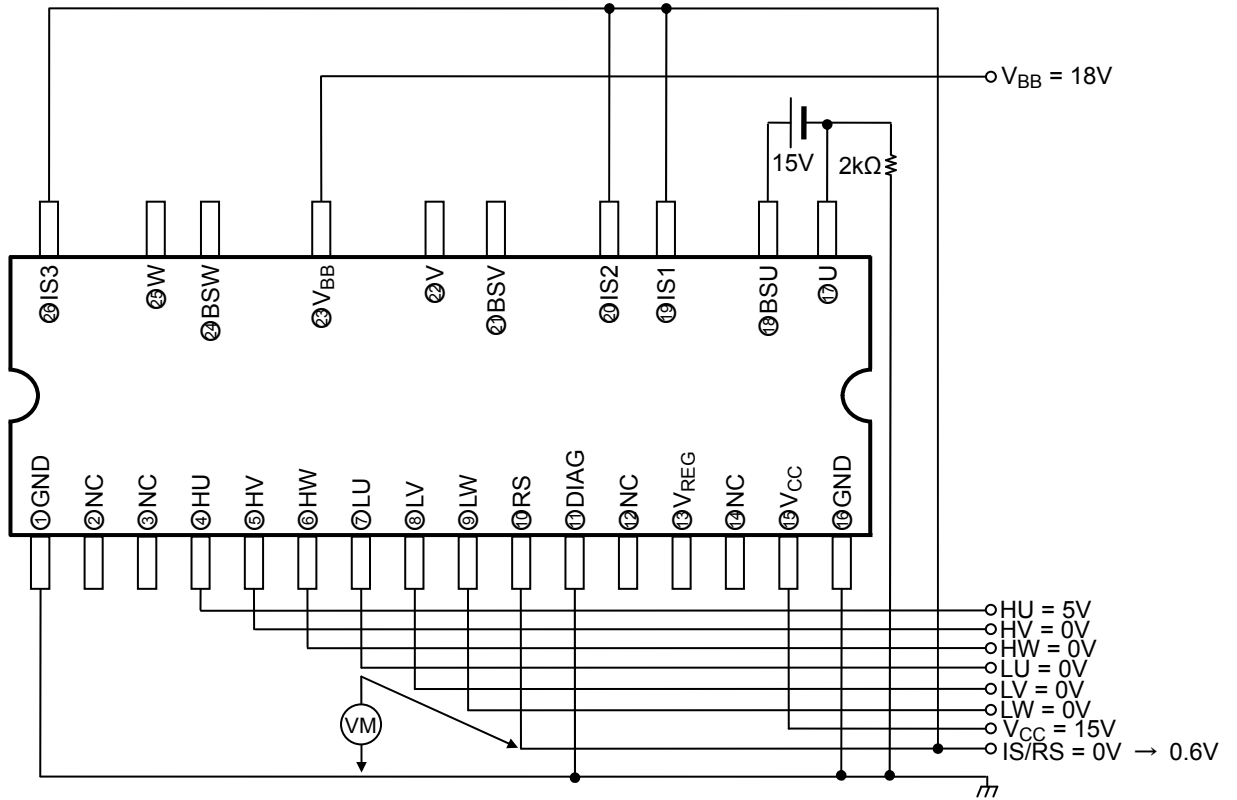 V_BB = 18V
15V
2kΩ
㉖IS3
㉕W
㉔BSW
㉓V_BB
㉒V
㉑BSV
⑳IS2
⑲IS1
⑱BSU
⑰U
①GND
②NC
③NC
④HU
⑤HV
⑥HW
⑦LU
⑧LV
⑨LW
⑩RS
⑪DIAG
⑫NC
⑬V_REG
⑭NC
⑮V_CC
⑯GND
HU = 5V
HV = 0V
HW = 0V
LU = 0V
LV = 0V
LW = 0V
V_CC = 15V
IS/RS = 0V → 0.6V
VM